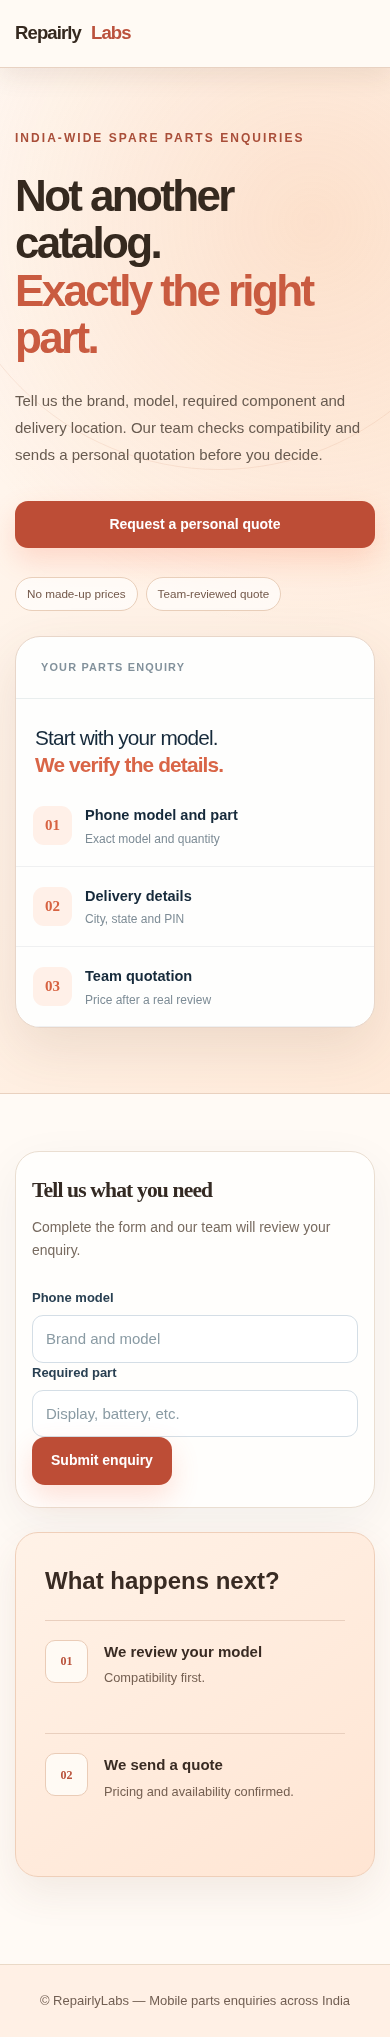 Repairly Labs
INDIA-WIDE SPARE PARTS ENQUIRIES
Not another
catalog.
Exactly the right
part.
Tell us the brand, model, required component and
delivery location. Our team checks compatibility and
sends a personal quotation before you decide.
Request a personal quote
No made-up prices
Team-reviewed quote
YOUR PARTS ENQUIRY
Start with your model.
We verify the details.
01
Phone model and part
Exact model and quantity
02
Delivery details
City, state and PIN
03
Team quotation
Price after a real review
Tell us what you need
Complete the form and our team will review your
enquiry.
Phone model
Brand and model
Required part
Display, battery, etc.
Submit enquiry
What happens next?
01
We review your model
Compatibility first.
02
We send a quote
Pricing and availability confirmed.
© RepairlyLabs — Mobile parts enquiries across India